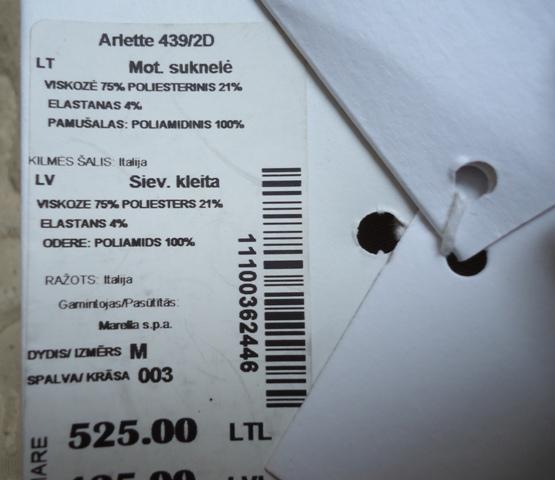 Arlette 439/2D
LT Mot. suknelė
VISKOZĖ 75% POLIESTERINIS 21%
ELASTANAS 4%
PAMUŠALAS: POLIAMIDINIS 100%
KILMĖS ŠALIS: Italija
LV Siev. kleita
VISKOZE 75% POLIESTERS 21%
ELASTANS 4%
ODERE: POLIAMIDS 100%
RAŽOTS: Italija
Gamintojas/Pasūtītās:
Marella s.p.a.
DYDIS/ IZMĒRS M
SPALVA/ KRĀSA 003
11100362446
525.00 LTL